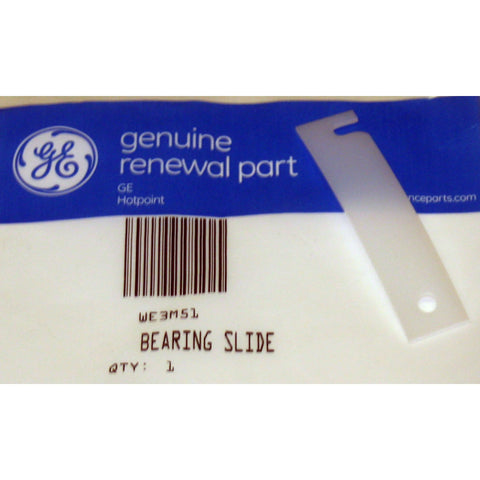 GE
genuine
renewal part
GE
Hotpoint
nceparts.com
WE3M51
BEARING SLIDE
QTY: 1